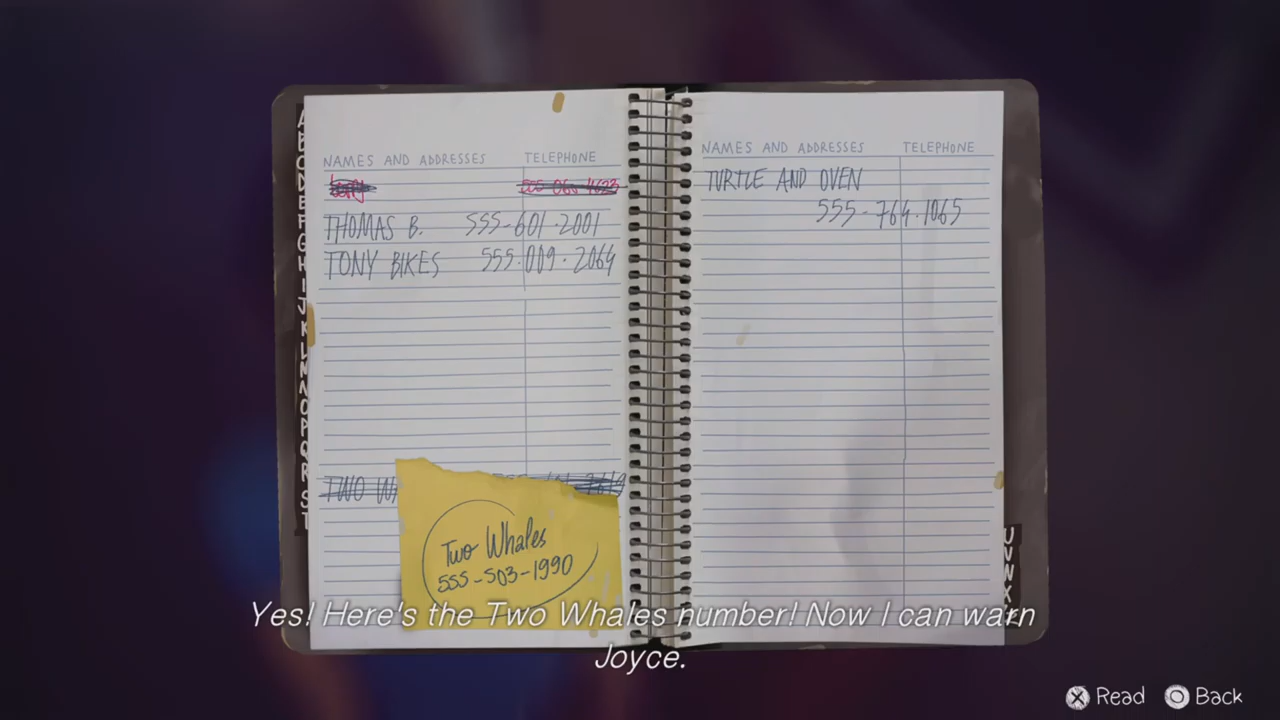 NAMES AND ADDRESSES TELEPHONE
THOMAS B. 555-601-2001
TONY BIKES 555.009.2064
TWO
Two Whales
555-503-1990
NAMES AND ADDRESSES TELEPHONE
TURTLE AND OVEN
555-764.1065
A
B
C
D
E
F
G
H
I
J
K
L
M
N
O
P
Q
R
S
T
U
V
W
X
Yes! Here's the Two Whales number! Now I can warn
Joyce.
Read Back